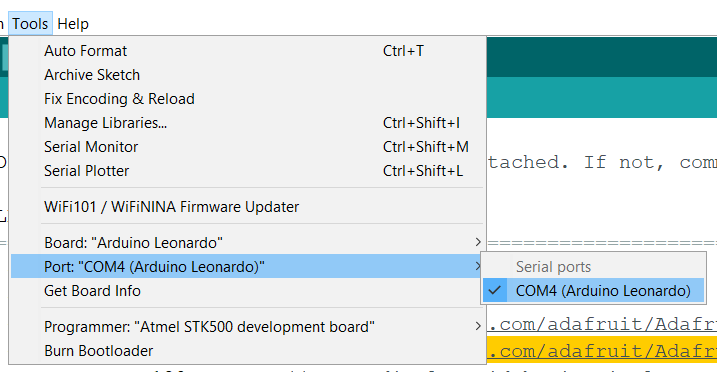 Tools Help
Auto Format Ctrl+T
Archive Sketch
Fix Encoding & Reload
Manage Libraries... Ctrl+Shift+I
Serial Monitor Ctrl+Shift+M
Serial Plotter Ctrl+Shift+L
tached. If not, com
WiFi101 / WiFiNINA Firmware Updater
Board: "Arduino Leonardo"
Port: "COM4 (Arduino Leonardo)"
Serial ports
Get Board Info
COM4 (Arduino Leonardo)
Programmer: "Atmel STK500 development board"
.com/adafruit/Adafr
Burn Bootloader
.com/adafruit/Adafru